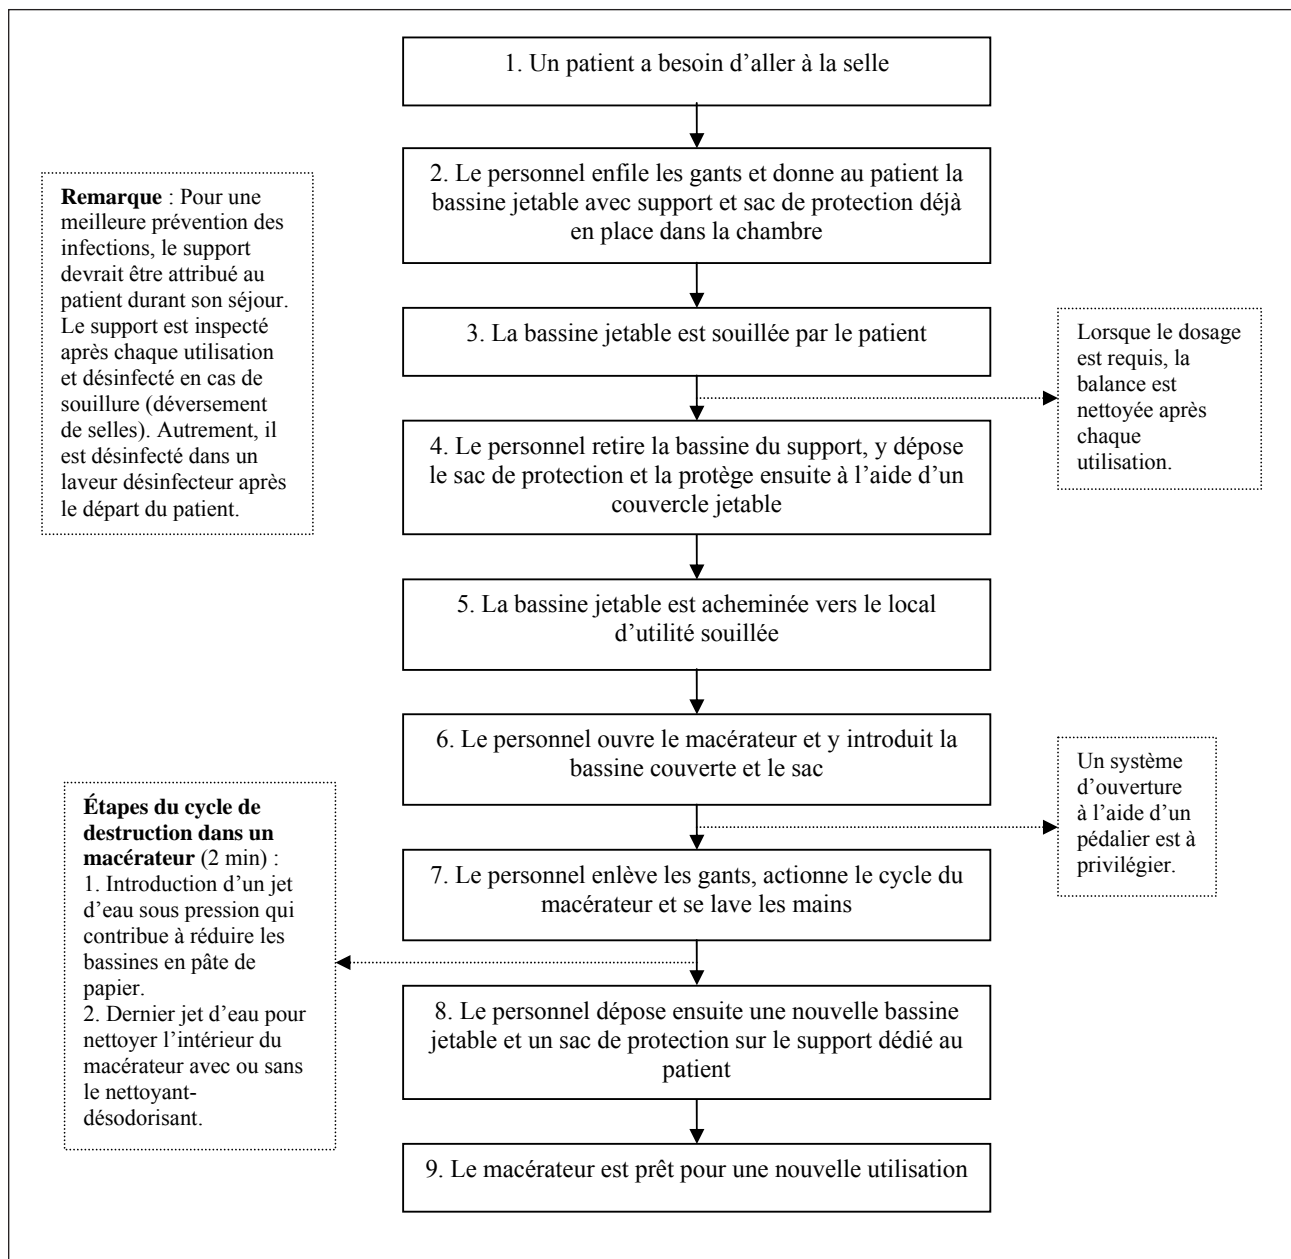 1. Un patient a besoin d’aller à la selle
2. Le personnel enfile les gants et donne au patient la
bassine jetable avec support et sac de protection déjà
en place dans la chambre
Remarque : Pour une
meilleure prévention des
infections, le support
devrait être attribué au
patient durant son séjour.
Le support est inspecté
après chaque utilisation
et désinfecté en cas de
souillure (déversement
de selles). Autrement, il
est désinfecté dans un
laveur désinfecteur après
le départ du patient.
3. La bassine jetable est souillée par le patient
Lorsque le dosage
est requis, la
balance est
nettoyée après
chaque
utilisation.
4. Le personnel retire la bassine du support, y dépose
le sac de protection et la protège ensuite à l’aide d’un
couvercle jetable
5. La bassine jetable est acheminée vers le local
d’utilité souillée
6. Le personnel ouvre le macérateur et y introduit la
bassine couverte et le sac
Un système
d’ouverture
à l’aide d’un
pédalier est à
privilégier.
7. Le personnel enlève les gants, actionne le cycle du
macérateur et se lave les mains
Étapes du cycle de
destruction dans un
macérateur (2 min) :
1. Introduction d’un jet
d’eau sous pression qui
contribue à réduire les
bassines en pâte de
papier.
2. Dernier jet d’eau pour
nettoyer l’intérieur du
macérateur avec ou sans
le nettoyant-
désodorisant.
8. Le personnel dépose ensuite une nouvelle bassine
jetable et un sac de protection sur le support dédié au
patient
9. Le macérateur est prêt pour une nouvelle utilisation